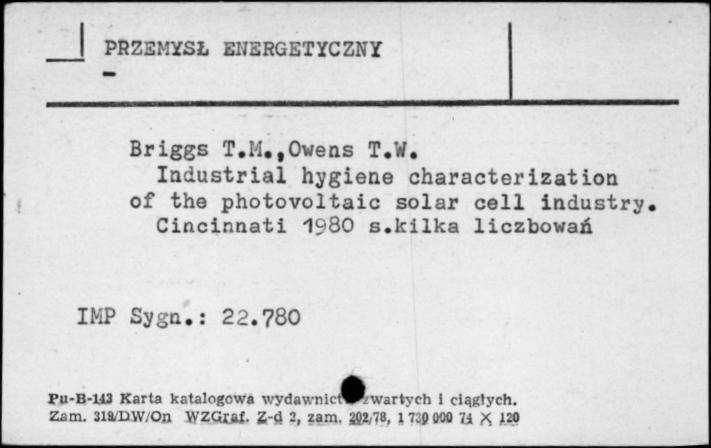 PRZEMYSŁ ENERGETYCZNY
-
Briggs T.M.,Owens T.W.
Industrial hygiene characterization
of the photovoltaic solar cell industry.
Cincinnati 1980 s.kilka liczbowań
IMP Sygn.: 22.780
Pu-B-143 Karta katalogowa wydawnict zwartych i ciągłych.
Zam. 318/D.W/On WZGraf. Z-d 2, zam. 202/78, 1 730 000 74 X 120